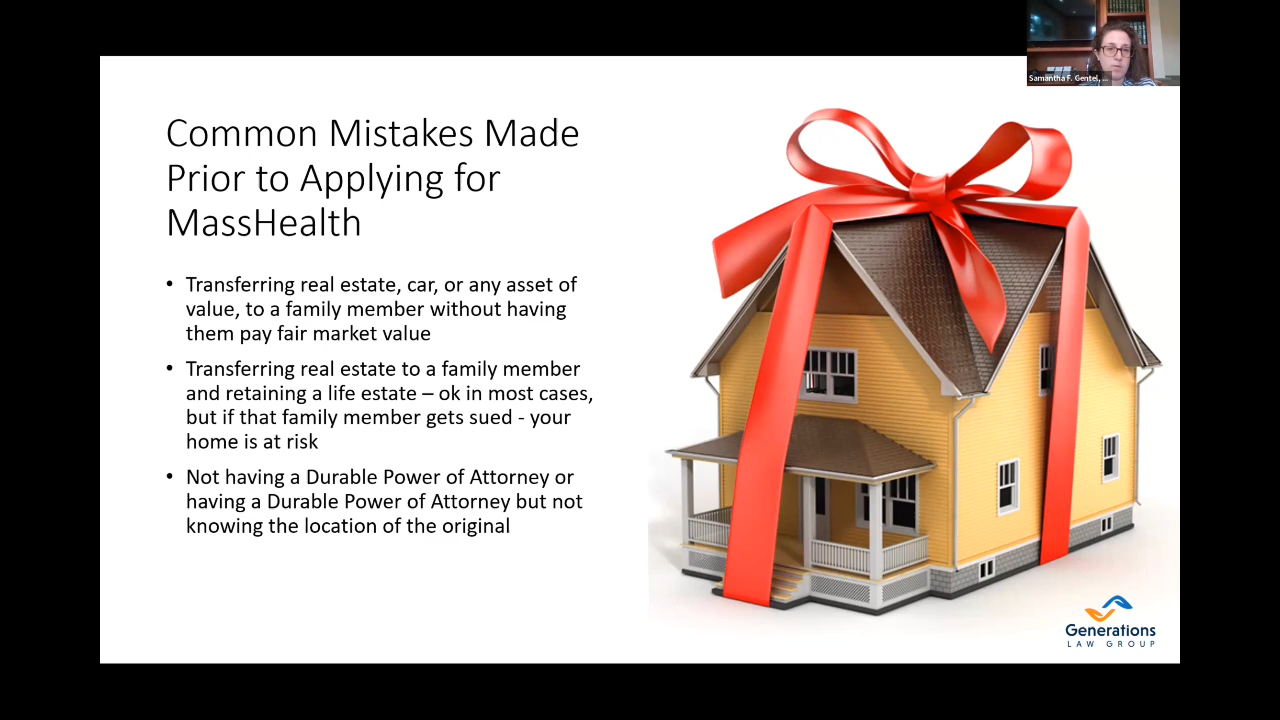 Samantha F. Gentel, ...
Common Mistakes Made
Prior to Applying for
MassHealth
• Transferring real estate, car, or any asset of
value, to a family member without having
them pay fair market value
• Transferring real estate to a family member
and retaining a life estate – ok in most cases,
but if that family member gets sued - your
home is at risk
• Not having a Durable Power of Attorney or
having a Durable Power of Attorney but not
knowing the location of the original
Generations
LAW GROUP